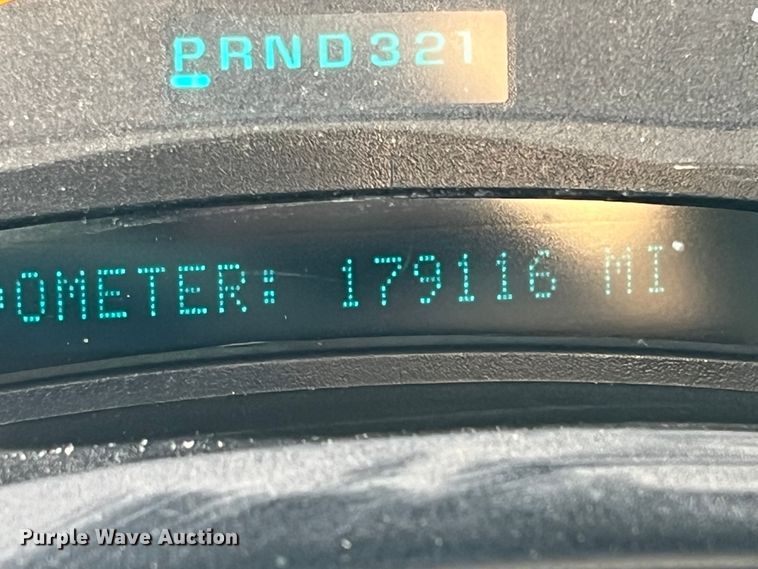 PRND321
OMETER: 179116 MI
Purple Wave Auction